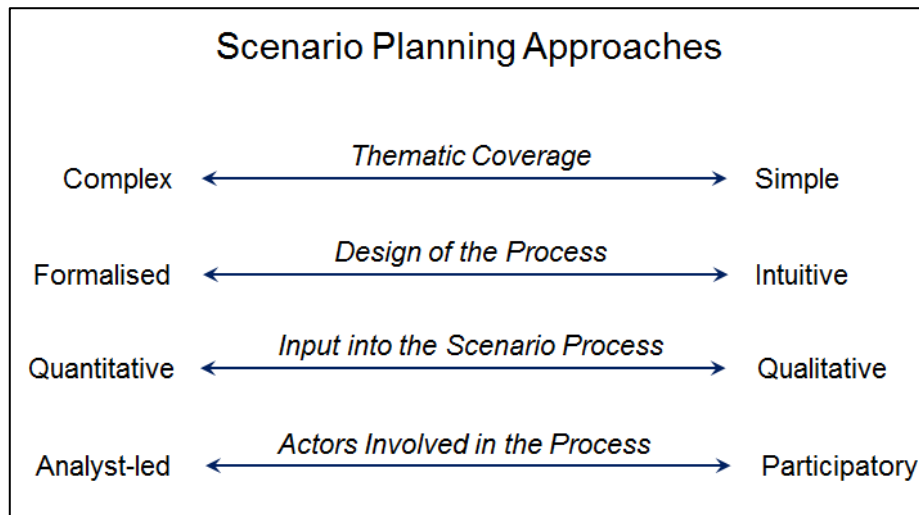 Scenario Planning Approaches
Thematic Coverage
Complex Simple
Design of the Process
Formalised Intuitive
Input into the Scenario Process
Quantitative Qualitative
Actors Involved in the Process
Analyst-led Participatory